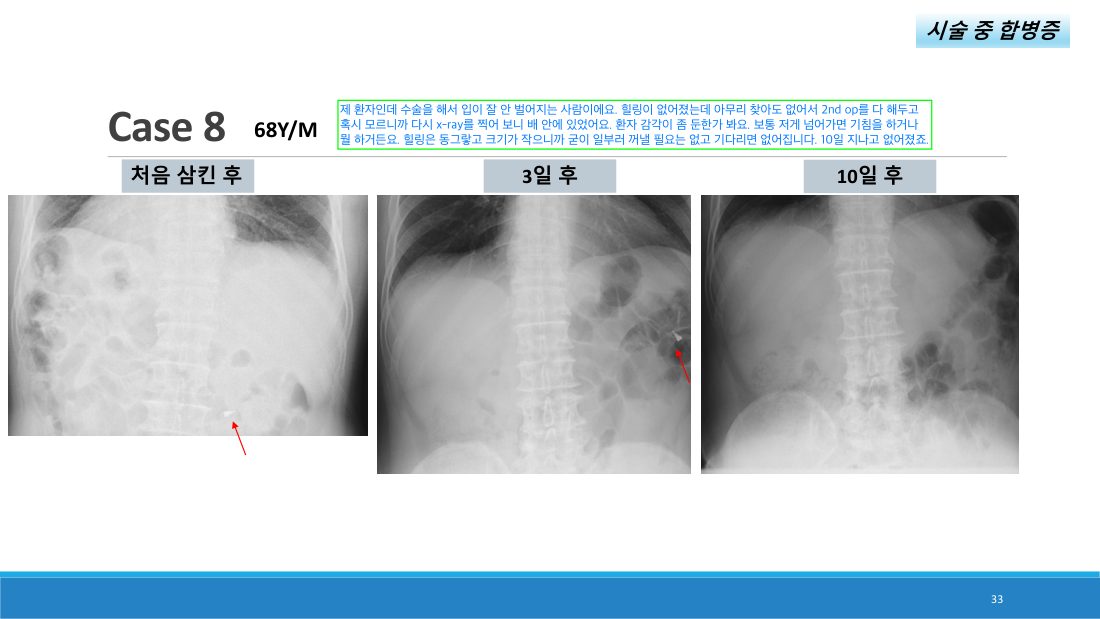 시술 중 합병증
Case 8 68Y/M
제 환자인데 수술을 해서 입이 잘 안 벌어지는 사람이에요. 힐링이 없어졌는데 아무리 찾아도 없어서 2nd op를 다 해두고
혹시 모르니까 다시 x-ray를 찍어 보니 배 안에 있었어요. 환자 감각이 좀 둔한가 봐요. 보통 저게 넘어가면 기침을 하거나
뭘 하거든요. 힐링은 동그랗고 크기가 작으니까 굳이 일부러 꺼낼 필요는 없고 기다리면 없어집니다. 10일 지나고 없어졌죠.
처음 삼킨 후
3일 후
10일 후
33